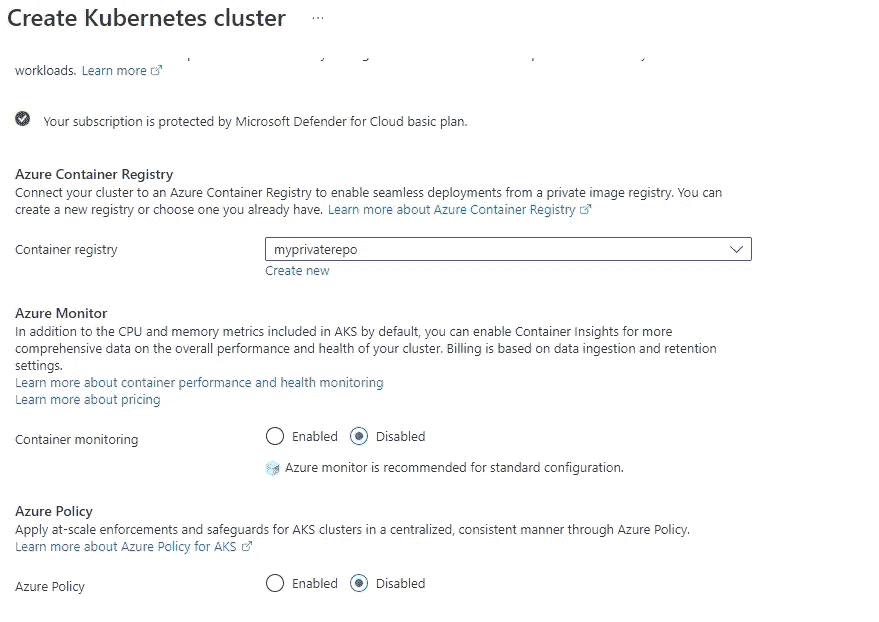 Create Kubernetes cluster ...
workloads. Learn more
Your subscription is protected by Microsoft Defender for Cloud basic plan.
Azure Container Registry
Connect your cluster to an Azure Container Registry to enable seamless deployments from a private image registry. You can
create a new registry or choose one you already have. Learn more about Azure Container Registry
Container registry
myprivaterepo
Create new
Azure Monitor
In addition to the CPU and memory metrics included in AKS by default, you can enable Container Insights for more
comprehensive data on the overall performance and health of your cluster. Billing is based on data ingestion and retention
settings.
Learn more about container performance and health monitoring
Learn more about pricing
Container monitoring
Enabled Disabled
Azure monitor is recommended for standard configuration.
Azure Policy
Apply at-scale enforcements and safeguards for AKS clusters in a centralized, consistent manner through Azure Policy.
Learn more about Azure Policy for AKS
Azure Policy
Enabled Disabled